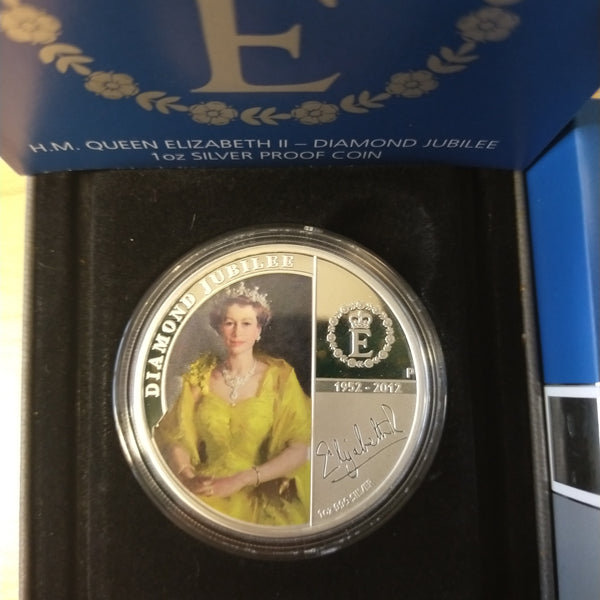 E
H.M. QUEEN ELIZABETH II – DIAMOND JUBILEE
1oz SILVER PROOF COIN
DIAMOND JUBILEE
E
P
1952 - 2012
Elizabeth R
1oz 999 SILVER